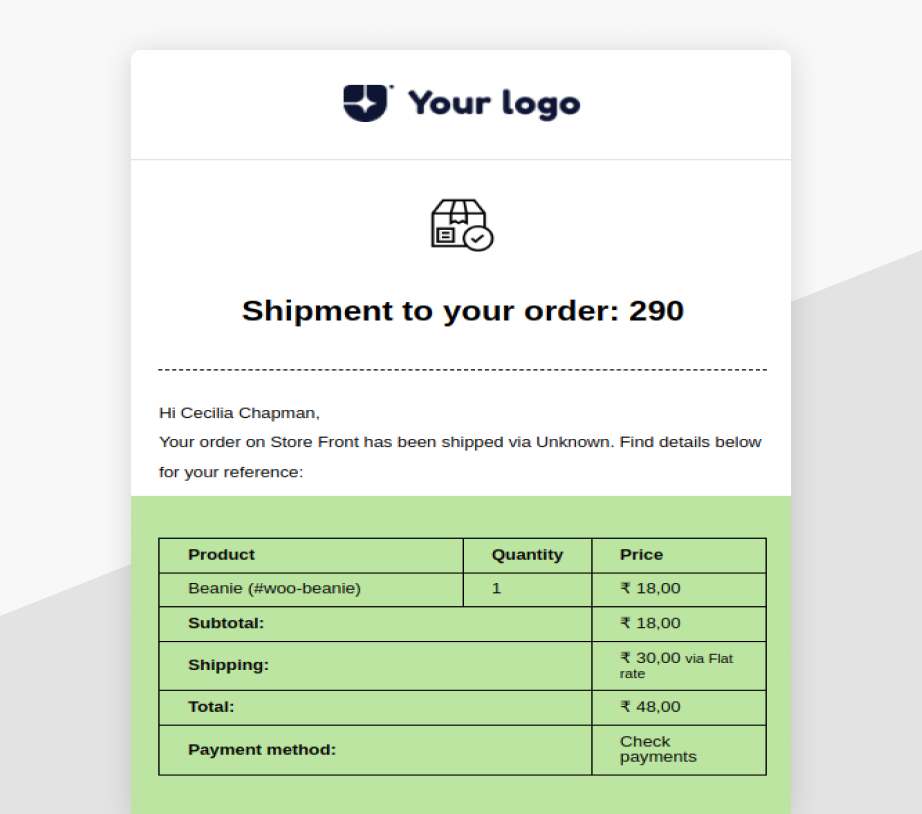 Your logo
Shipment to your order: 290
Hi Cecilia Chapman,
Your order on Store Front has been shipped via Unknown. Find details below
for your reference:
Product Quantity Price
Beanie (#woo-beanie) 1 ₹ 18,00
Subtotal: ₹ 18,00
Shipping: ₹ 30,00 via Flat
rate
Total: ₹ 48,00
Payment method: Check
payments